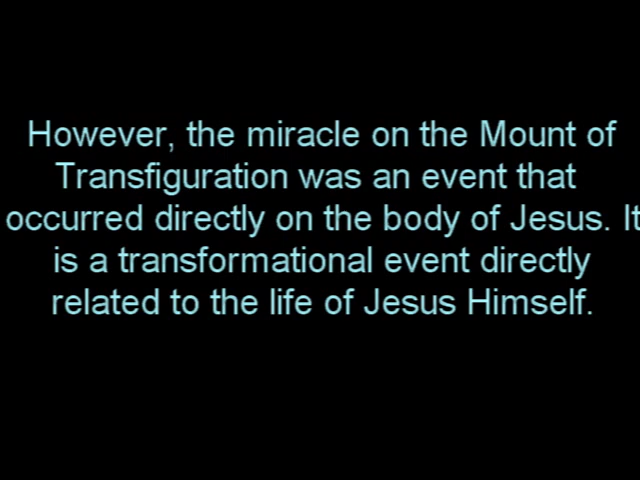 However, the miracle on the Mount of
Transfiguration was an event that
occurred directly on the body of Jesus. It
is a transformational event directly
related to the life of Jesus Himself.